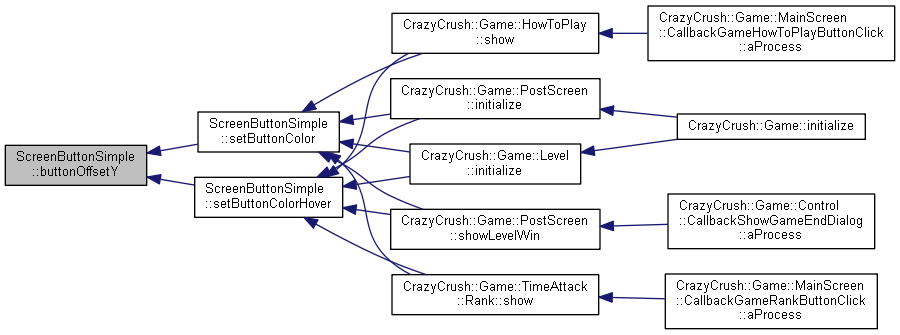 ScreenButtonSimple
::buttonOffsetY
ScreenButtonSimple
::setButtonColor
ScreenButtonSimple
::setButtonColorHover
CrazyCrush::Game::HowToPlay
::show
CrazyCrush::Game::PostScreen
::initialize
CrazyCrush::Game::Level
::initialize
CrazyCrush::Game::PostScreen
::showLevelWin
CrazyCrush::Game::TimeAttack
::Rank::show
CrazyCrush::Game::MainScreen
::CallbackGameHowToPlayButtonClick
::aProcess
CrazyCrush::Game::initialize
CrazyCrush::Game::Control
::CallbackShowGameEndDialog
::aProcess
CrazyCrush::Game::MainScreen
::CallbackGameRankButtonClick
::aProcess